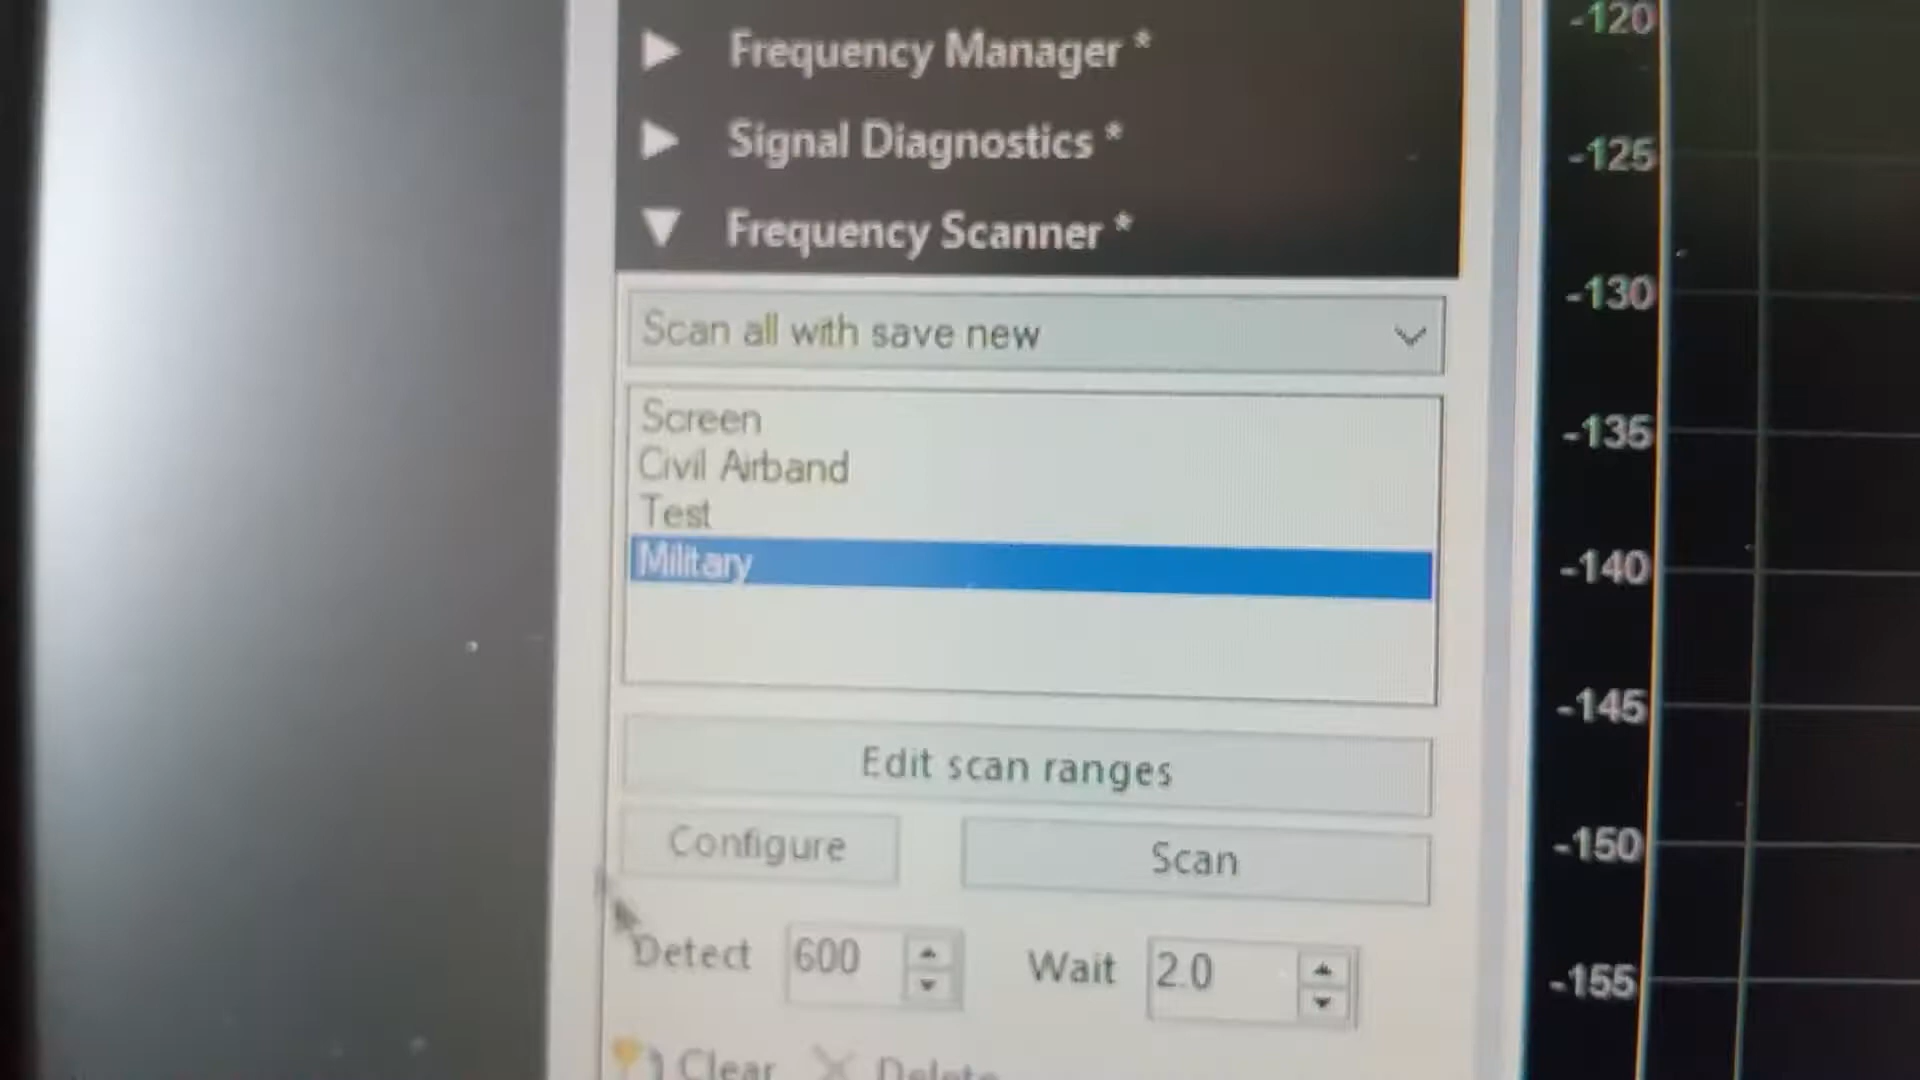 Frequency Manager *
Signal Diagnostics *
Frequency Scanner *
Scan all with save new
Screen
Civil Airband
Test
Military
Edit scan ranges
Configure
Scan
Detect 600 Wait 2.0
Clear Delete
-120
-125
-130
-135
-140
-145
-150
-155